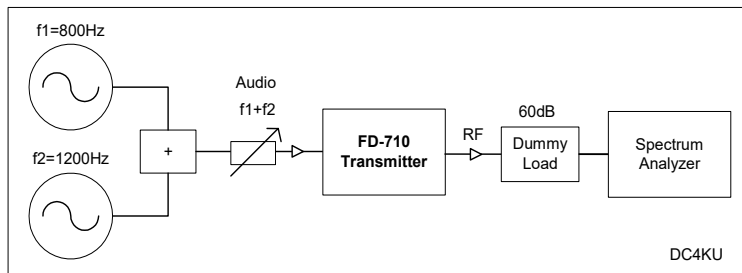 f1=800Hz
f2=1200Hz
+
Audio
f1+f2
FD-710
Transmitter
RF
60dB
Dummy
Load
Spectrum
Analyzer
DC4KU